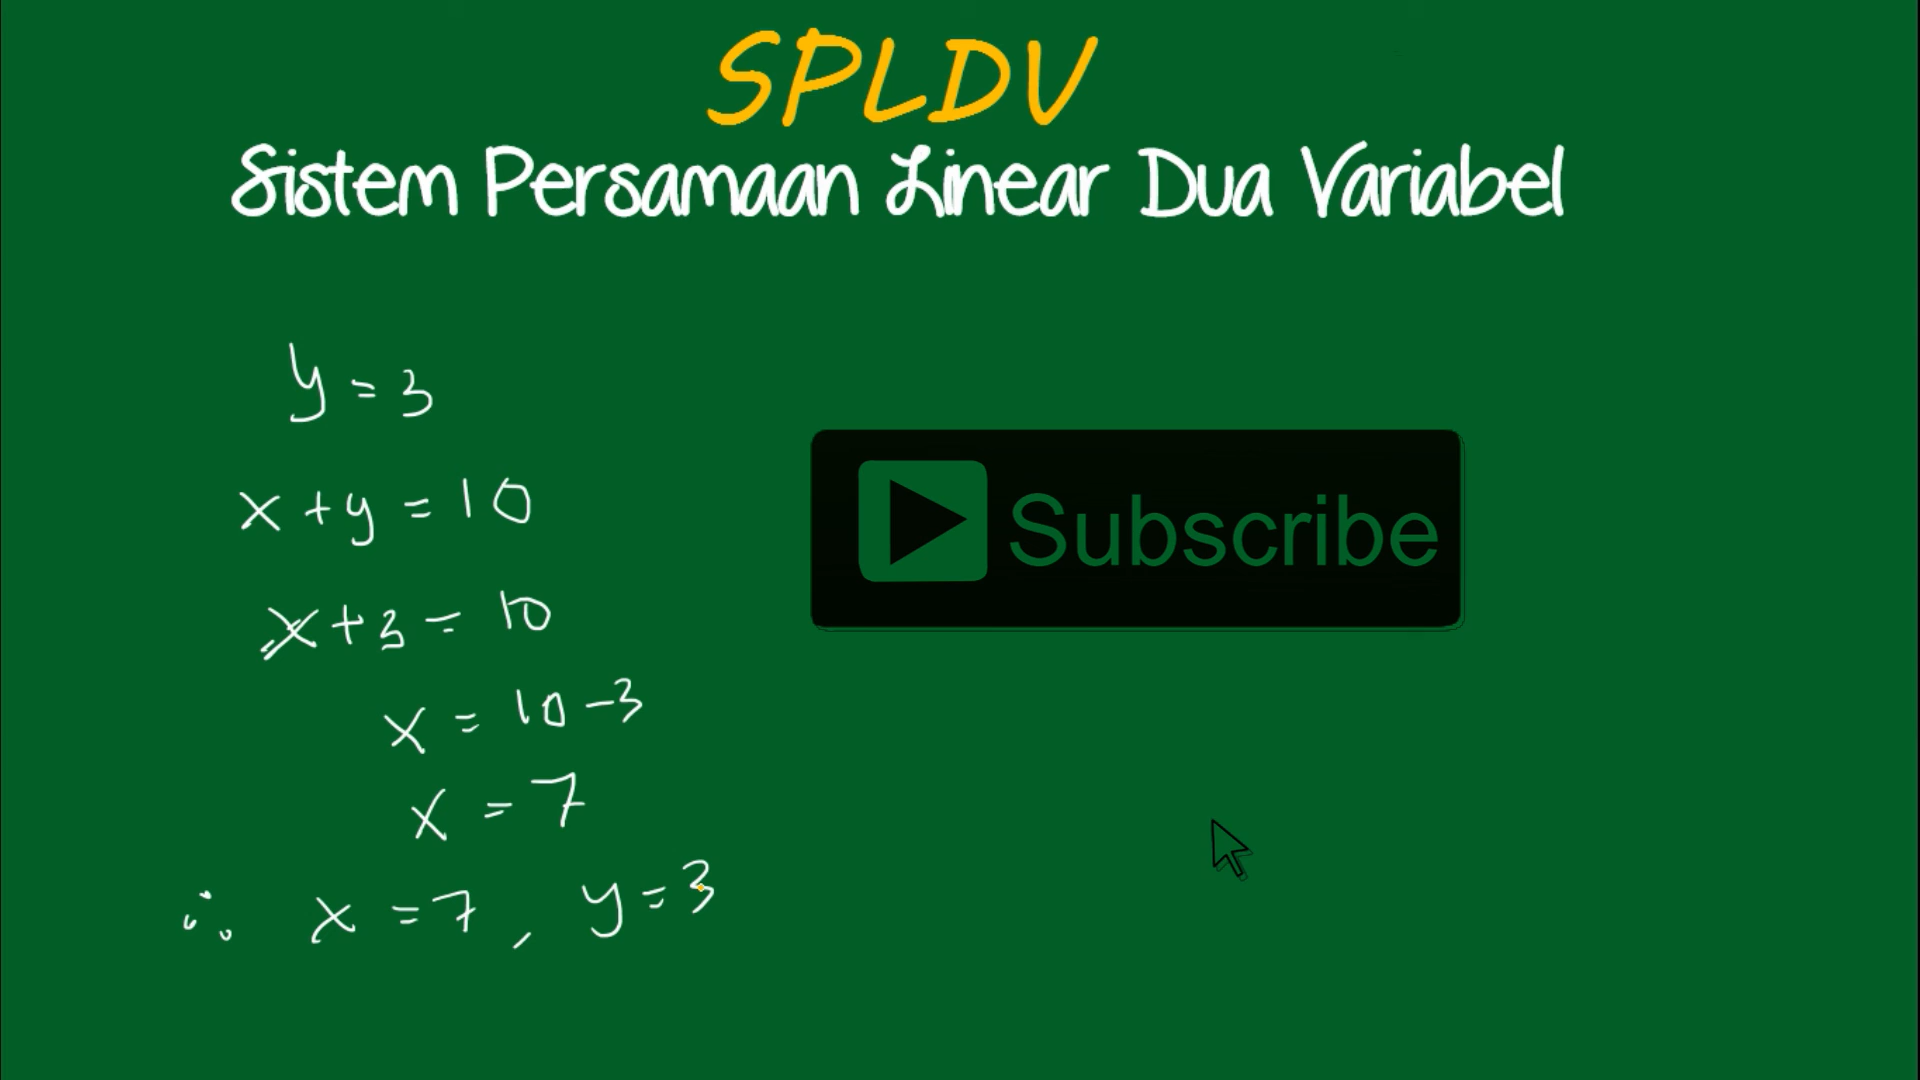 SPLDV
Sistem Persamaan Linear Dua Variabel
y = 3
x + y = 10
x + 3 = 10
x = 10 - 3
x = 7
∴ x = 7, y = 3
Subscribe